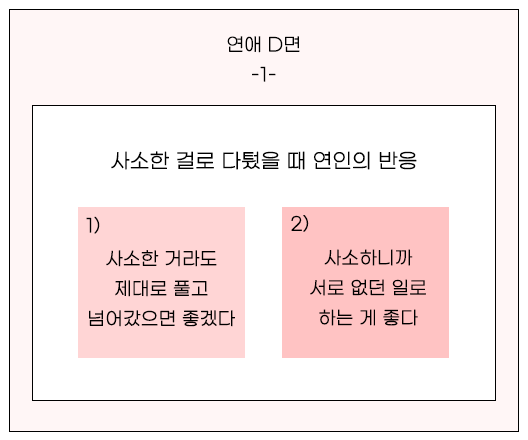 연애 D면
-1-
사소한 걸로 다퉜을 때 연인의 반응
1)
사소한 거라도
제대로 풀고
넘어갔으면 좋겠다
2)
사소하니까
서로 없던 일로
하는 게 좋다